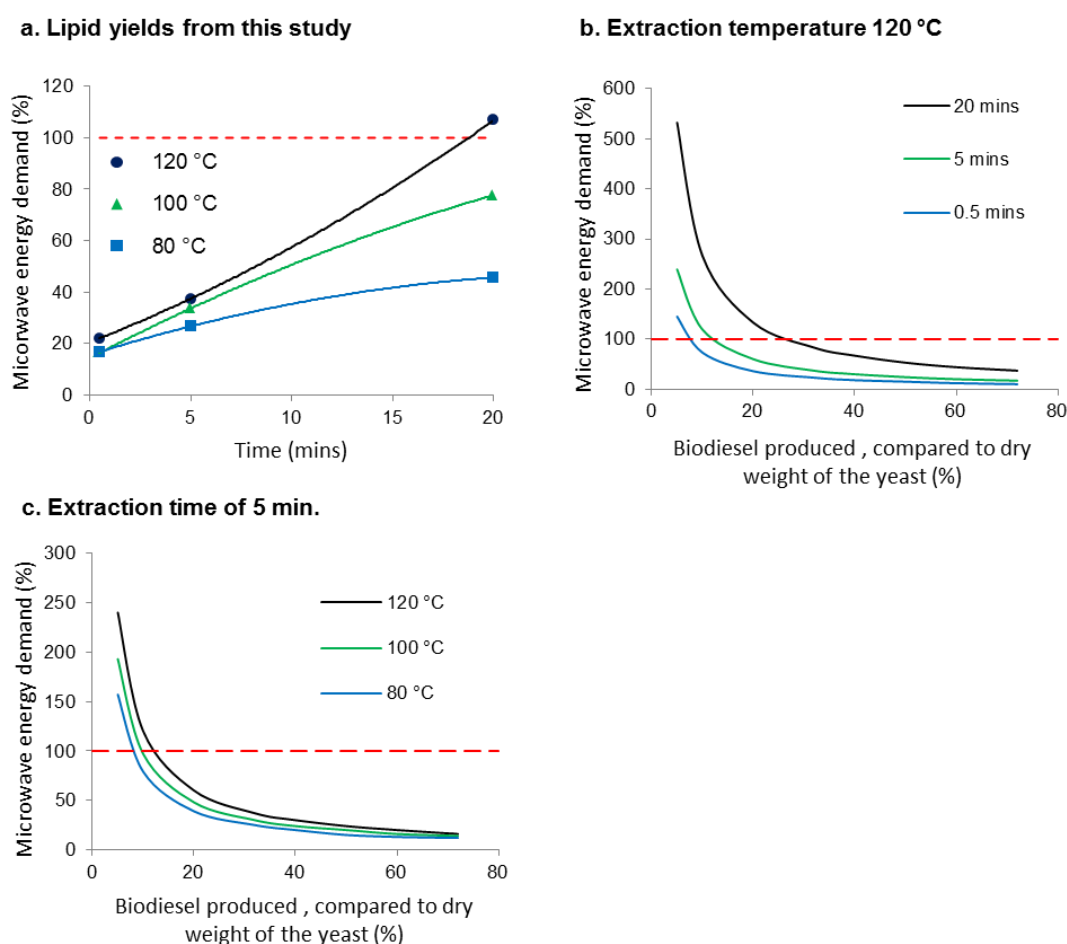 a. Lipid yields from this study
Micorwave energy demand (%)
120
100
80
60
40
20
0
120 °C
100 °C
80 °C
0
5
10
15
20
Time (mins)
b. Extraction temperature 120 °C
Microwave energy demand (%)
600
500
400
300
200
100
0
20 mins
5 mins
0.5 mins
0
20
40
60
80
Biodiesel produced , compared to dry
weight of the yeast (%)
c. Extraction time of 5 min.
Microwave energy demand (%)
300
250
200
150
100
50
0
120 °C
100 °C
80 °C
0
20
40
60
80
Biodiesel produced , compared to dry
weight of the yeast (%)